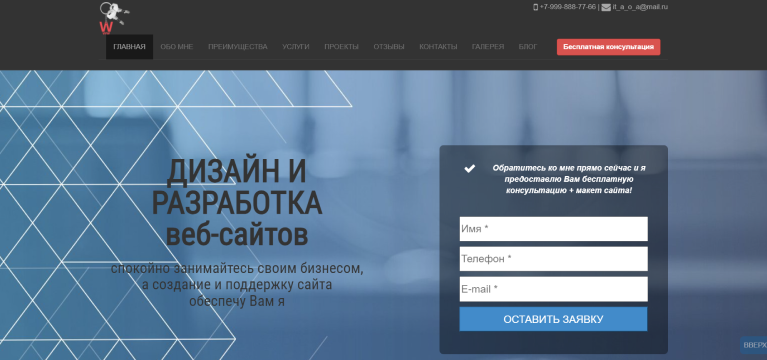 +7-999-888-77-66 | il_a_o_a@mail.ru
W
ГЛАВНАЯ ОБО МНЕ ПРЕИМУЩЕСТВА УСЛУГИ ПРОЕКТЫ ОТЗЫВЫ КОНТАКТЫ ГАЛЕРЕЯ БЛОГ Бесплатная консультация
ДИЗАЙН И
РАЗРАБОТКА
веб-сайтов
спокойно занимайтесь своим бизнесом,
а создание и поддержку сайта
обеспечу Вам я
Обратитесь ко мне прямо сейчас и я
предоставлю Вам бесплатную
консультацию + макет сайта!
Имя *
Телефон *
E-mail *
ОСТАВИТЬ ЗАЯВКУ
ВВЕРХ